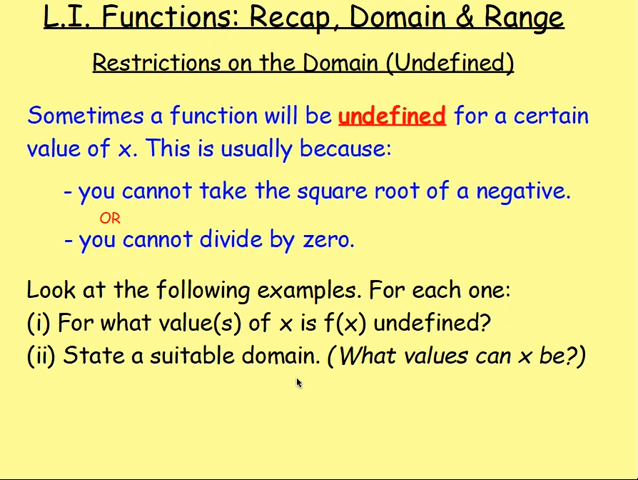 L.I. Functions: Recap, Domain & Range
Restrictions on the Domain (Undefined)
Sometimes a function will be undefined for a certain
value of x. This is usually because:
- you cannot take the square root of a negative.
OR
- you cannot divide by zero.
Look at the following examples. For each one:
(i) For what value(s) of x is f(x) undefined?
(ii) State a suitable domain. (What values can x be?)